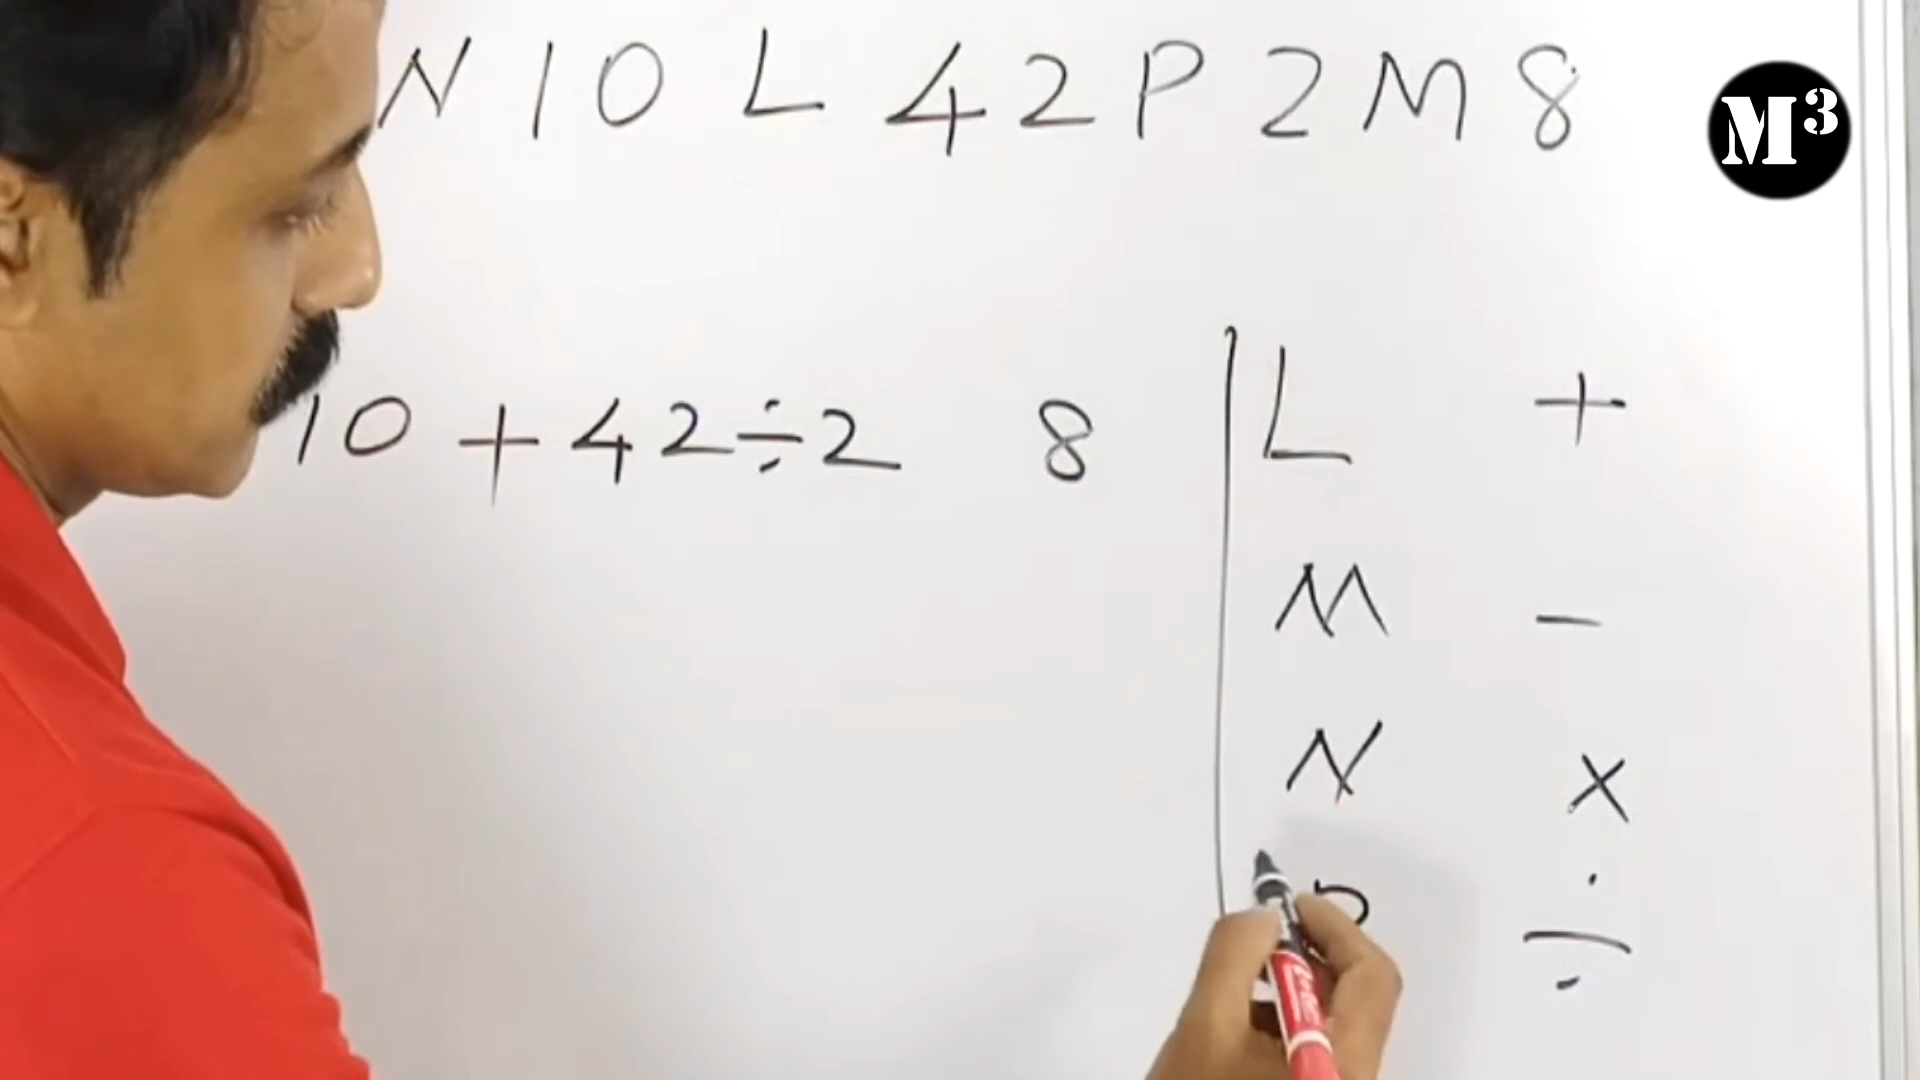 N 10 L 42 P 2 M 8
M³
10 + 42 ÷ 2 8
L +
M −
N ×
P ÷